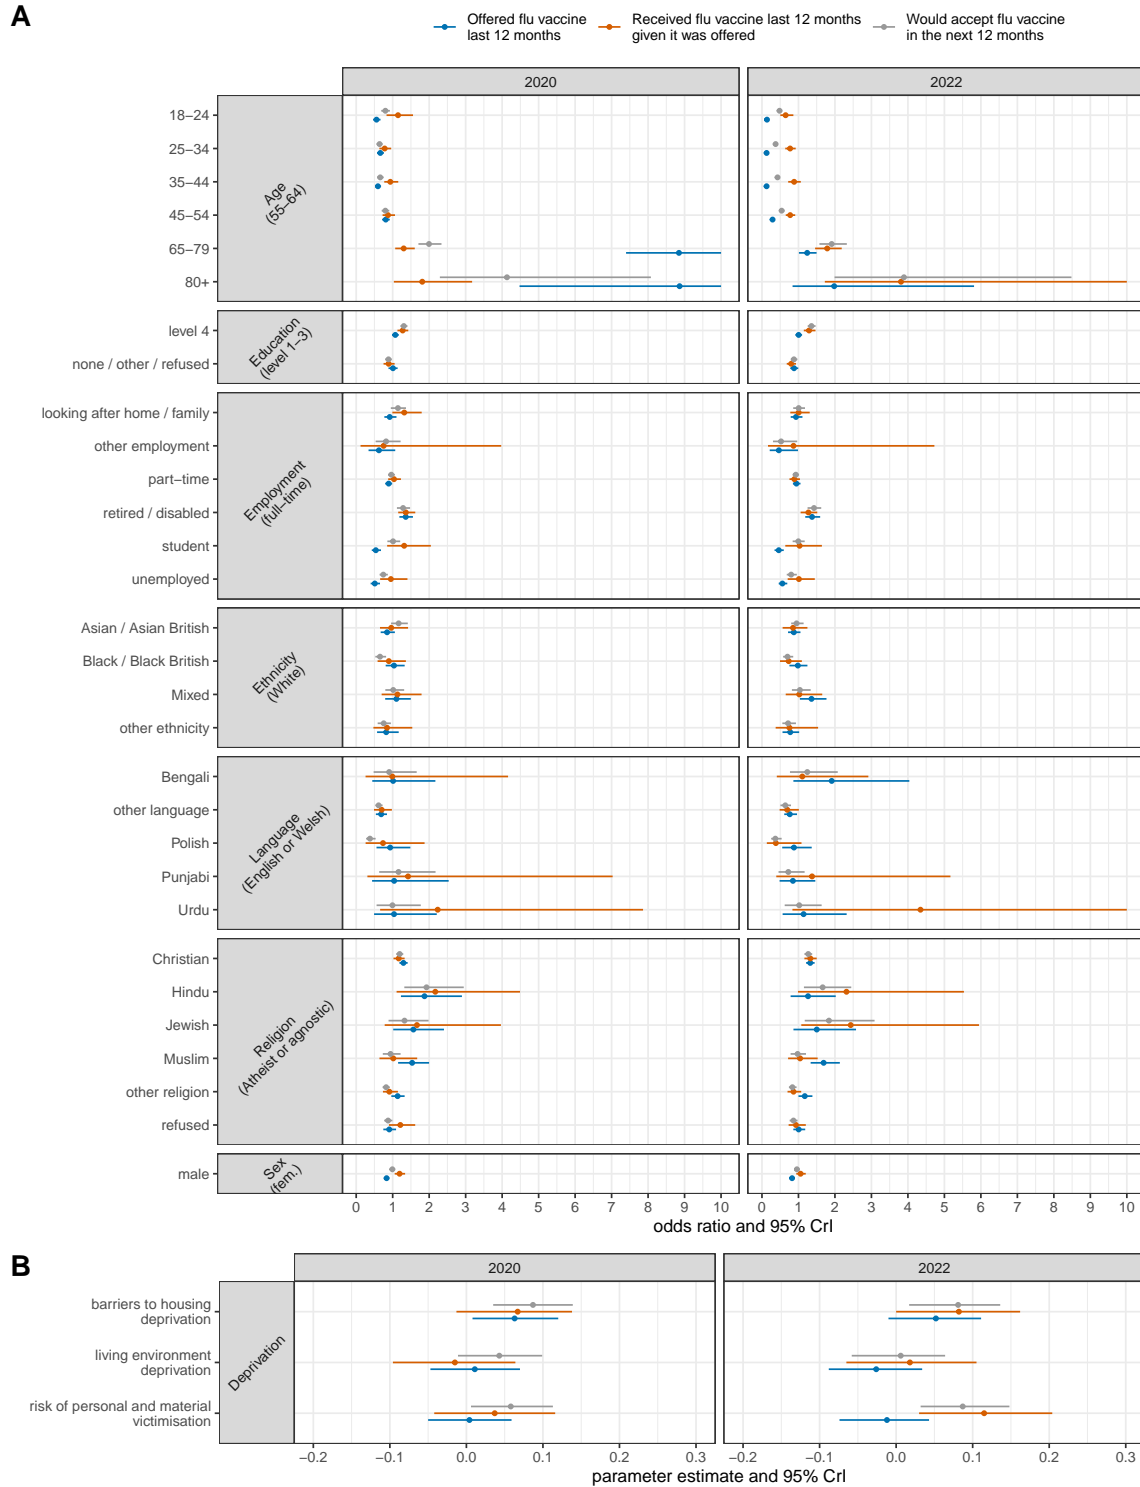 A
Offered flu vaccine
last 12 months
Received flu vaccine last 12 months
given it was offered
Would accept flu vaccine
in the next 12 months
2020
2022
Age
(55–64)
18–24
25–34
35–44
45–54
65–79
80+
Education
(level 1–3)
level 4
none / other / refused
Employment
(full–time)
looking after home / family
other employment
part–time
retired / disabled
student
unemployed
Ethnicity
(White)
Asian / Asian British
Black / Black British
Mixed
other ethnicity
Language
(English or Welsh)
Bengali
other language
Polish
Punjabi
Urdu
Religion
(Atheist or agnostic)
Christian
Hindu
Jewish
Muslim
other religion
refused
Sex
(fem.)
male
0 1 2 3 4 5 6 7 8 9 10
0 1 2 3 4 5 6 7 8 9 10
odds ratio and 95% CrI
B
2020
2022
Deprivation
barriers to housing
deprivation
living environment
deprivation
risk of personal and material
victimisation
−0.2 −0.1 0.0 0.1 0.2 0.3
−0.2 −0.1 0.0 0.1 0.2 0.3
parameter estimate and 95% CrI